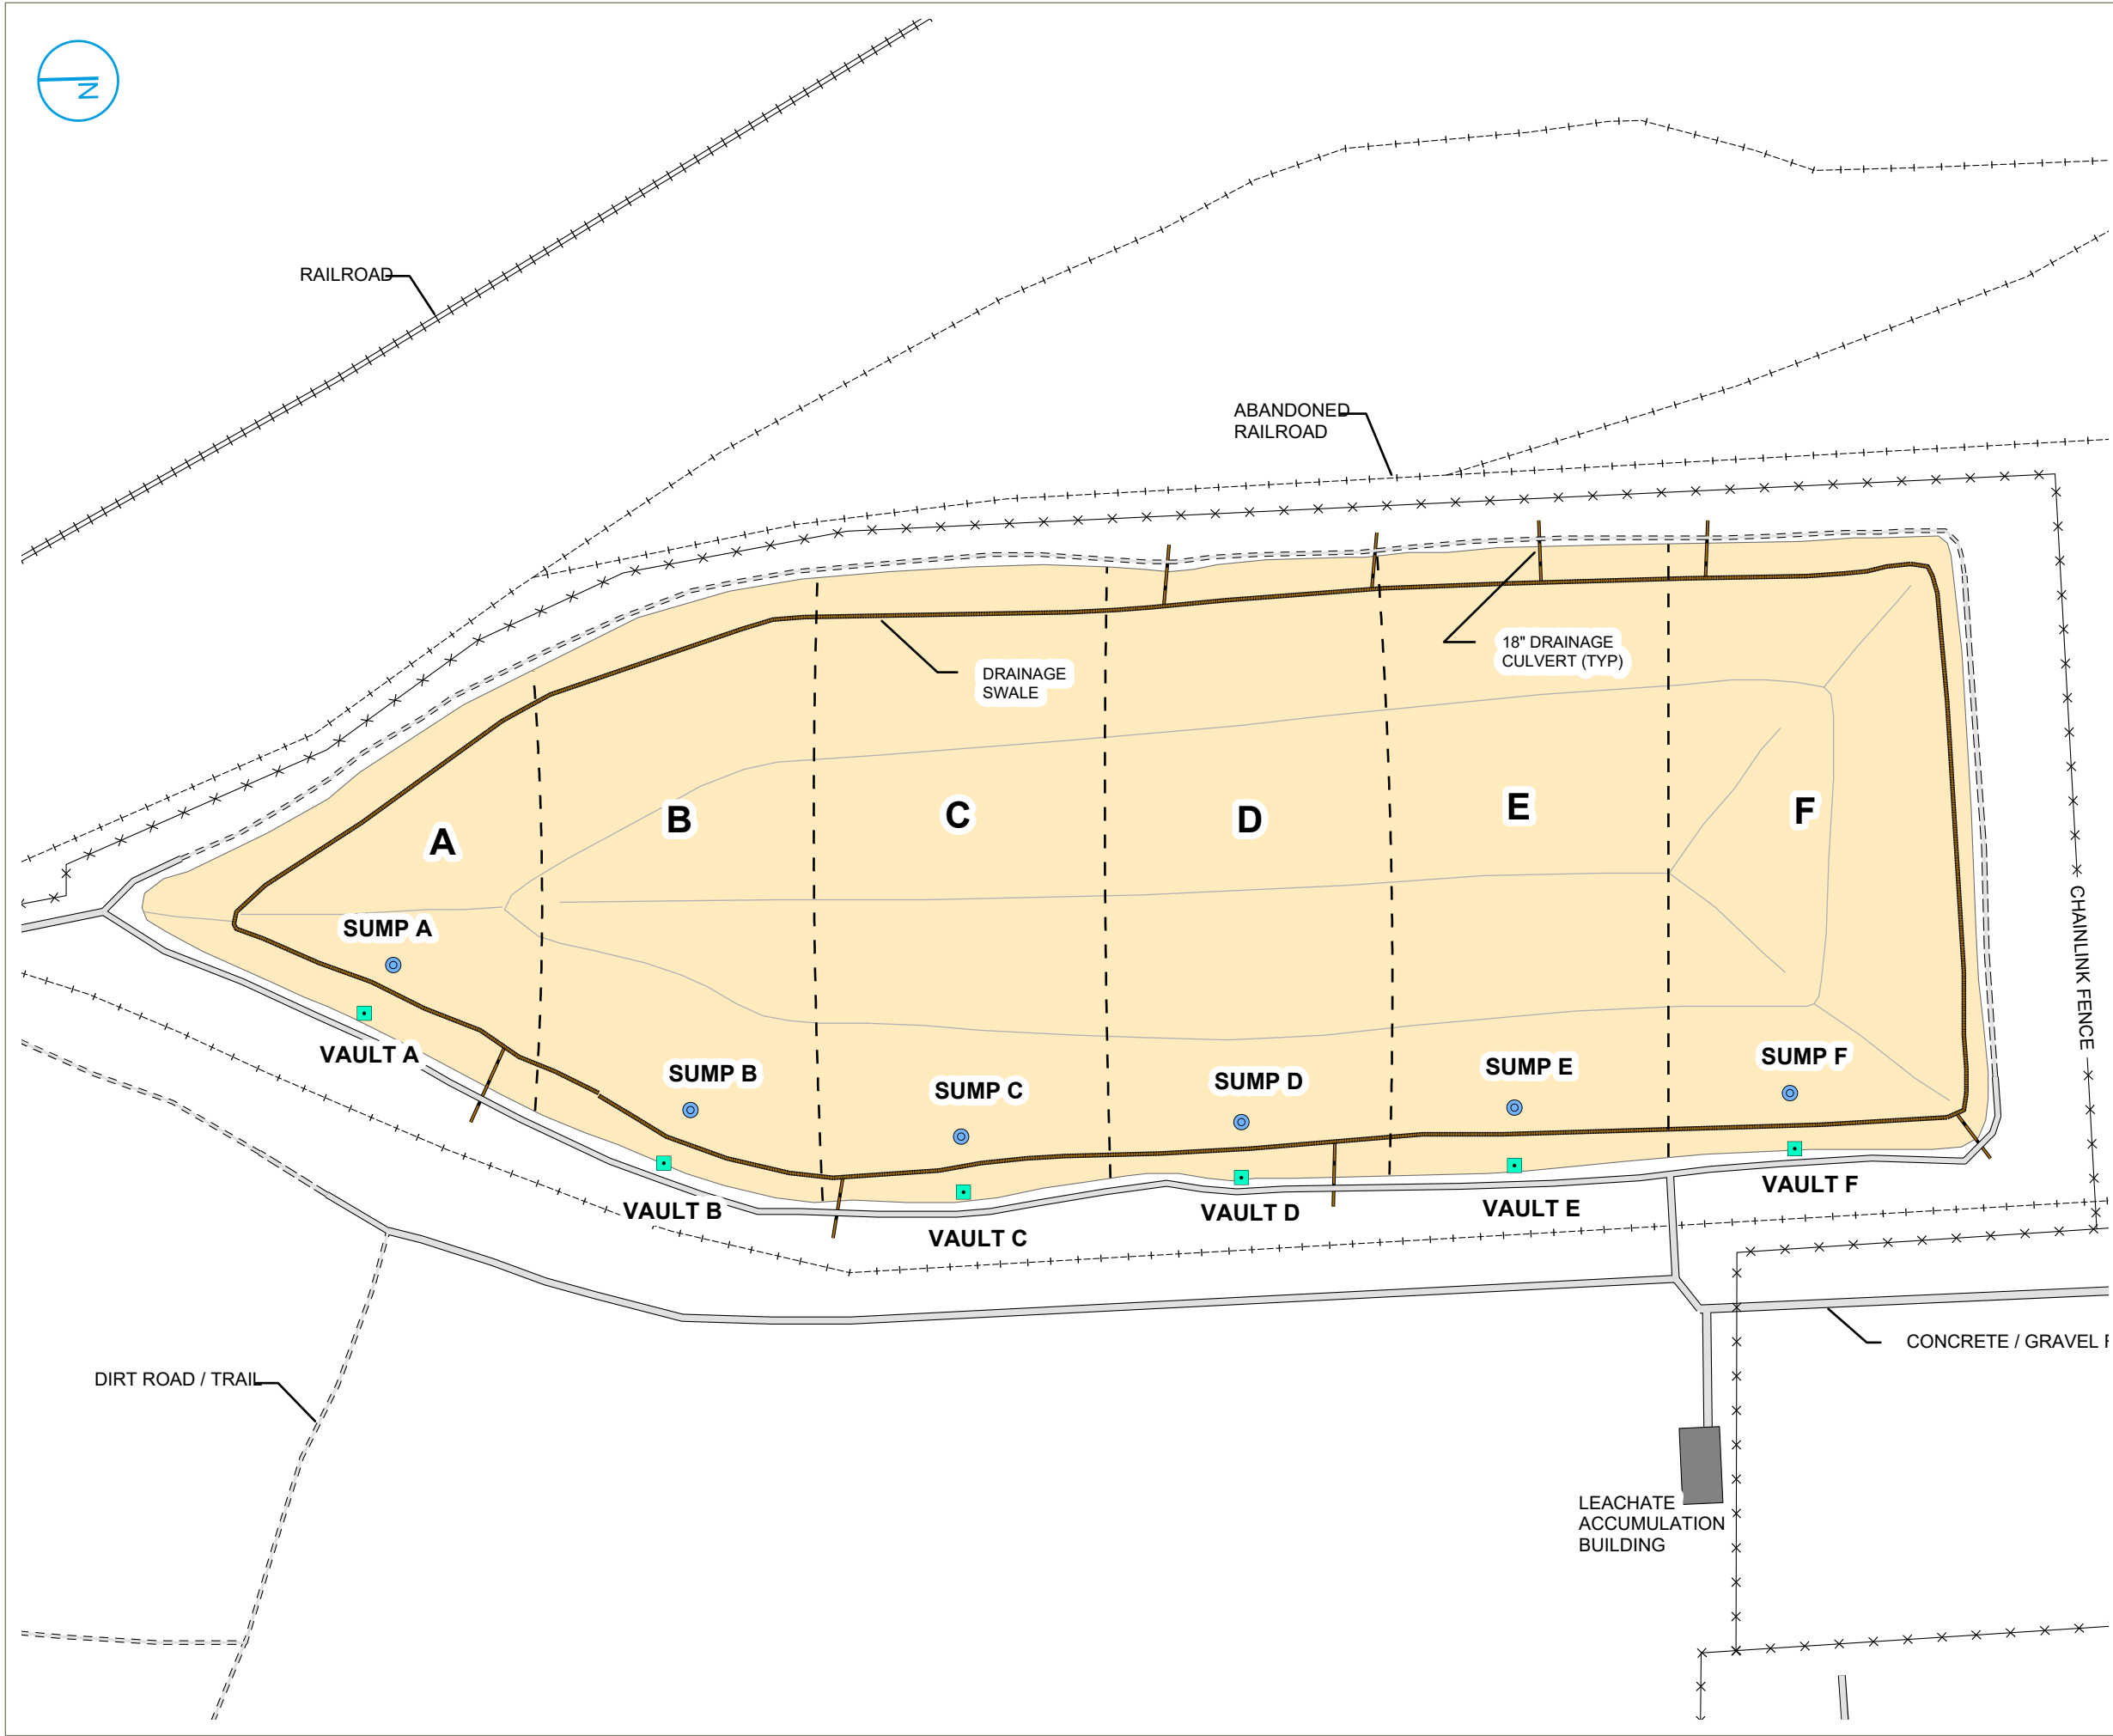 N
RAILROAD
ABANDONED
RAILROAD
18" DRAINAGE
CULVERT (TYP)
DRAINAGE
SWALE
A
B
C
D
E
F
CHAINLINK FENCE
SUMP A
VAULT A
SUMP B
SUMP C
SUMP D
SUMP E
SUMP F
VAULT B
VAULT C
VAULT D
VAULT E
VAULT F
CONCRETE / GRAVEL
DIRT ROAD / TRAIL
LEACHATE
ACCUMULATION
BUILDING